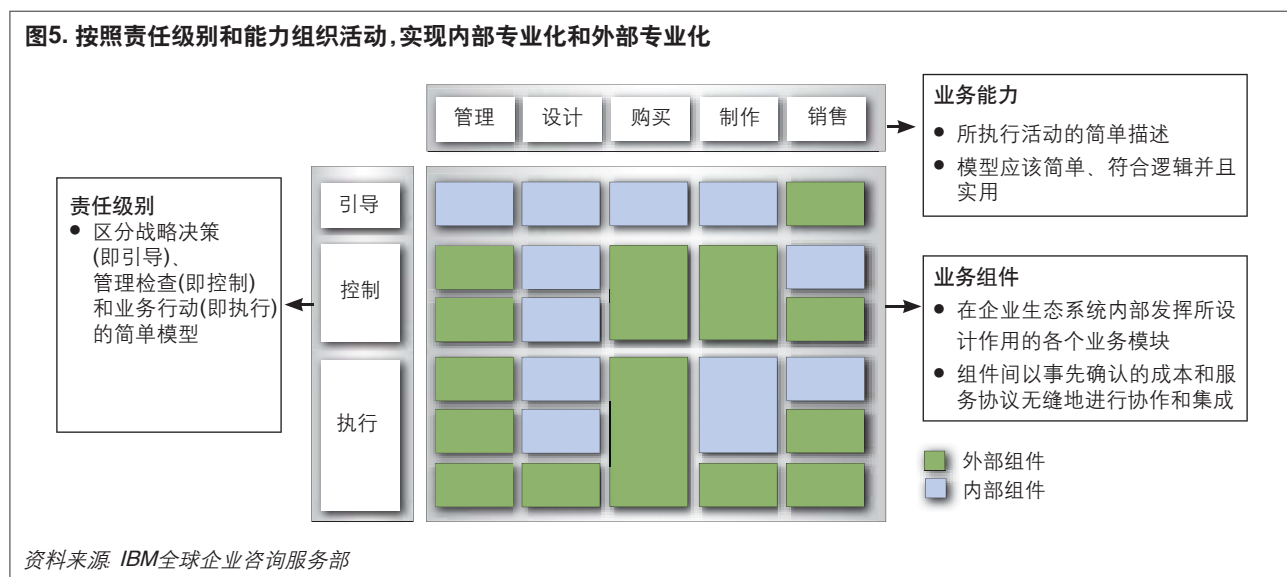 图5. 按照责任级别和能力组织活动,实现内部专业化和外部专业化
管理
设计
购买
制作
销售
业务能力
● 所执行活动的简单描述
● 模型应该简单、符合逻辑并且
实用
责任级别
● 区分战略决策
(即引导)、
管理检查(即控制)
和业务行动(即执行)
的简单模型
引导
控制
执行
业务组件
● 在企业生态系统内部发挥所设
计作用的各个业务模块
● 组件间以事先确认的成本和服
务协议无缝地进行协作和集成
外部组件
内部组件
资料来源 IBM全球企业咨询服务部